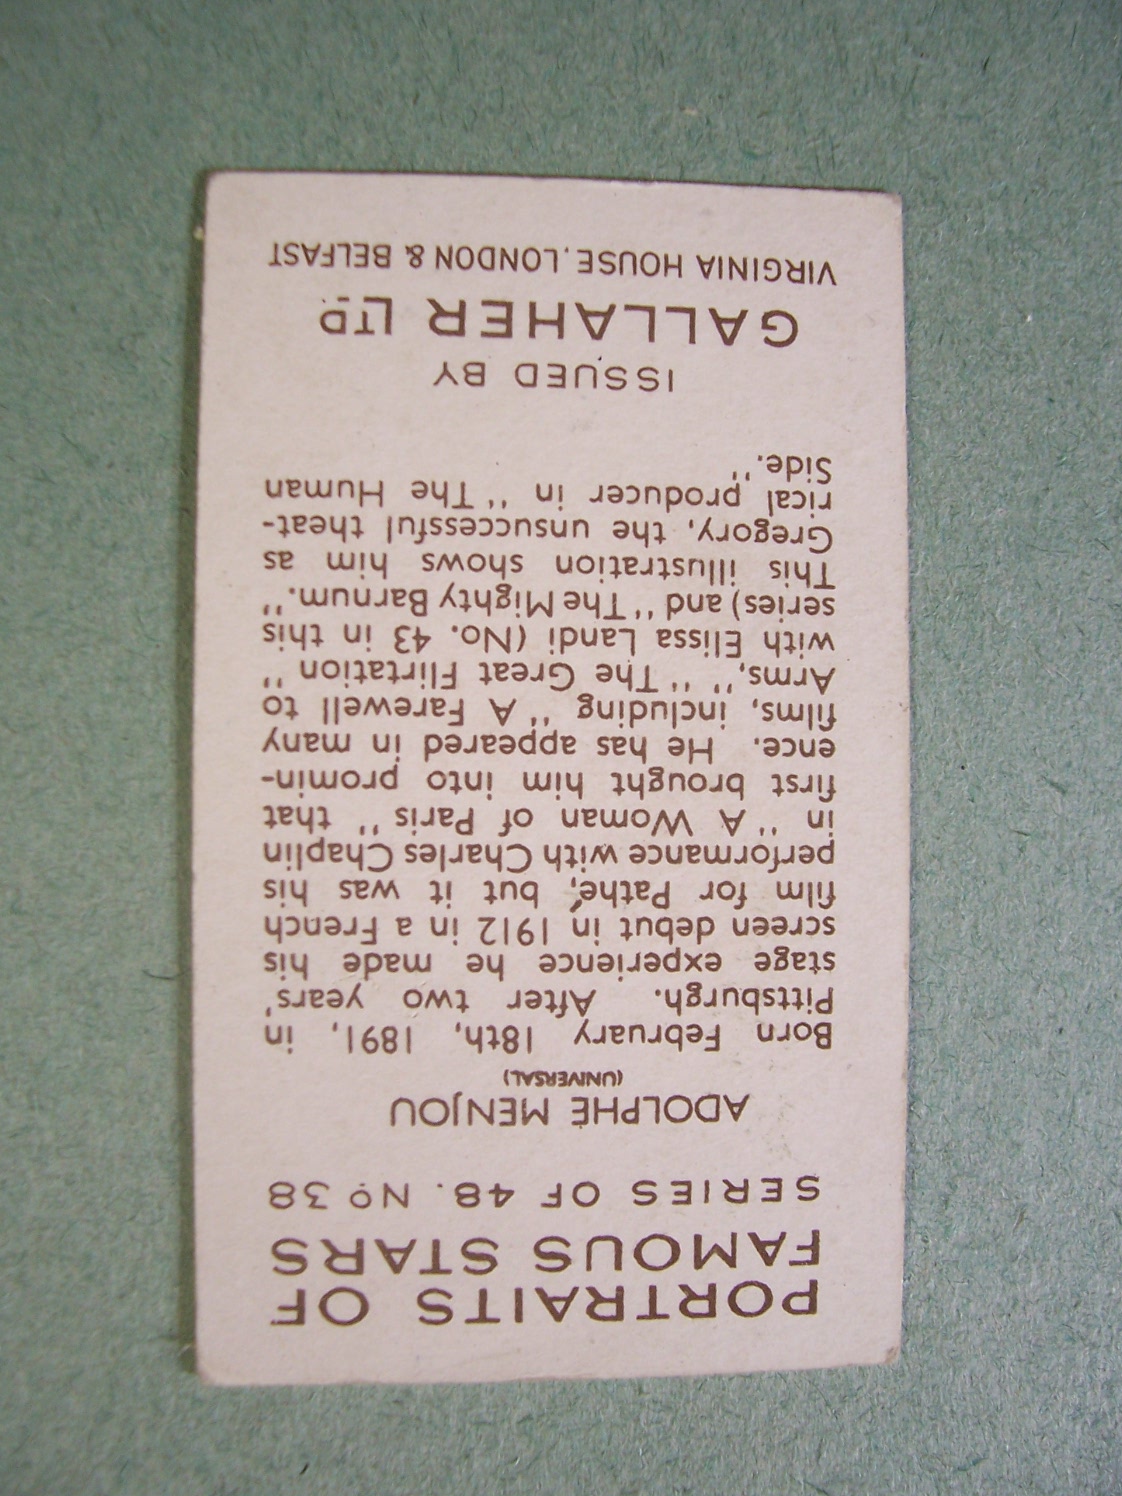 PORTRAITS OF
FAMOUS STARS
SERIES OF 48. Nº 38
ADOLPHE MENJOU
(UNIVERSAL)
Born February 18th, 1891, in
Pittsburgh. After two years'
stage experience he made his
screen debut in 1912 in a French
film for Pathé, but it was his
performance with Charles Chaplin
in "A Woman of Paris" that
first brought him into promin-
ence. He has appeared in many
films, including "A Farewell to
Arms," "The Great Flirtation"
with Elissa Landi (No. 43 in this
series) and "The Mighty Barnum."
This illustration shows him as
Gregory, the unsuccessful theat-
rical producer in "The Human
Side."
ISSUED BY
GALLAHER LTD
VIRGINIA HOUSE. LONDON & BELFAST